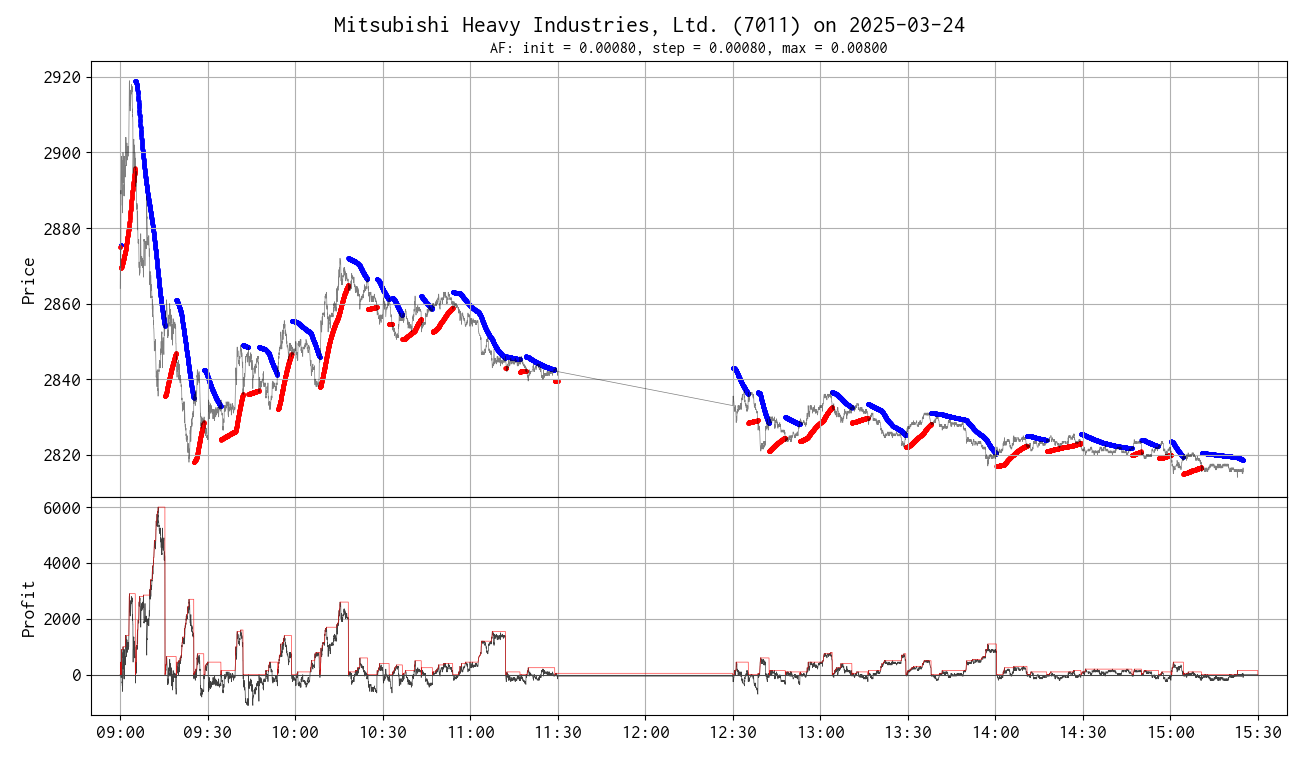 Mitsubishi Heavy Industries, Ltd. (7011) on 2025-03-24
AF: init = 0.00080, step = 0.00080, max = 0.00800
Price
2920
2900
2880
2860
2840
2820
Profit
6000
4000
2000
0
09:00 09:30 10:00 10:30 11:00 11:30 12:00 12:30 13:00 13:30 14:00 14:30 15:00 15:30